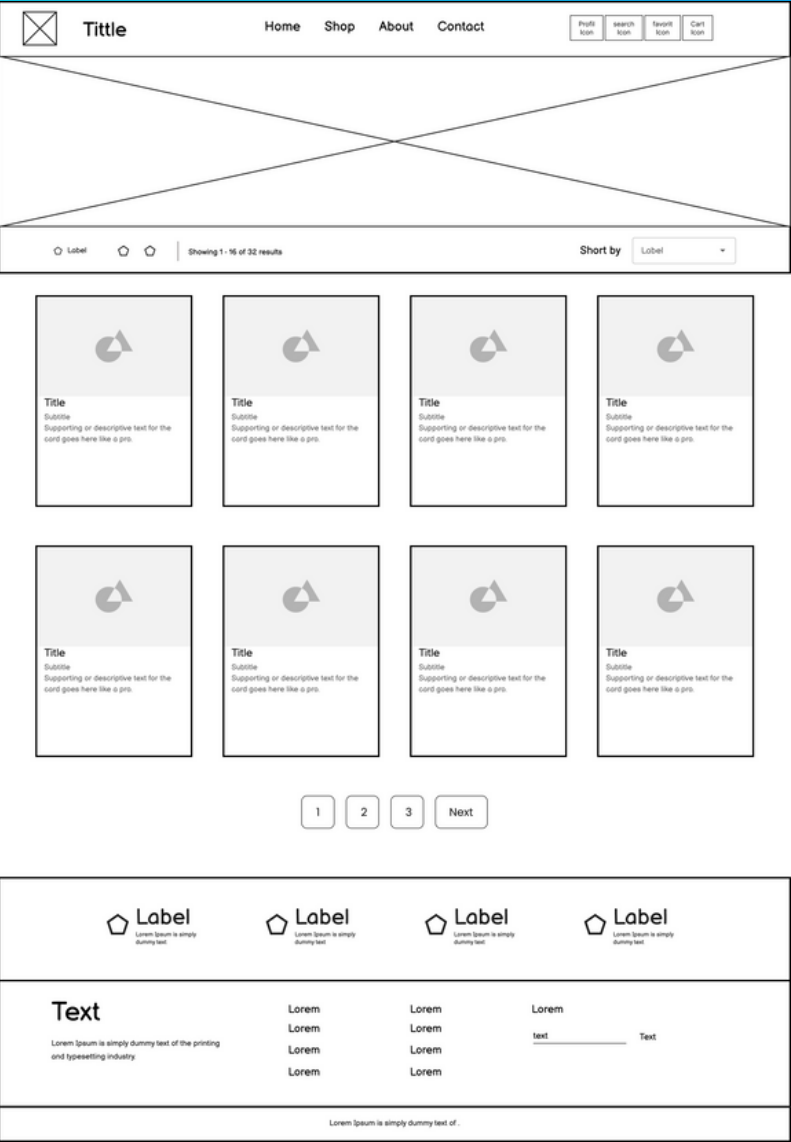 Tittle
Home Shop About Contact
Profil
Icon
search
Icon
favorit
Icon
Cart
Icon
Label
Showing 1 - 16 of 32 results
Short by
Label
Title
Subtitle
Supporting or descriptive text for the
card goes here like a pro.
Title
Subtitle
Supporting or descriptive text for the
card goes here like a pro.
Title
Subtitle
Supporting or descriptive text for the
card goes here like a pro.
Title
Subtitle
Supporting or descriptive text for the
card goes here like a pro.
Title
Subtitle
Supporting or descriptive text for the
card goes here like a pro.
Title
Subtitle
Supporting or descriptive text for the
card goes here like a pro.
Title
Subtitle
Supporting or descriptive text for the
card goes here like a pro.
Title
Subtitle
Supporting or descriptive text for the
card goes here like a pro.
1 2 3 Next
Label
Lorem Ipsum is simply
dummy text
Label
Lorem Ipsum is simply
dummy text
Label
Lorem Ipsum is simply
dummy text
Label
Lorem Ipsum is simply
dummy text
Text
Lorem Ipsum is simply dummy text of the printing
and typesetting industry.
Lorem
Lorem
Lorem
Lorem
Lorem
Lorem
Lorem
Lorem
Lorem
text Text
Lorem Ipsum is simply dummy text of .